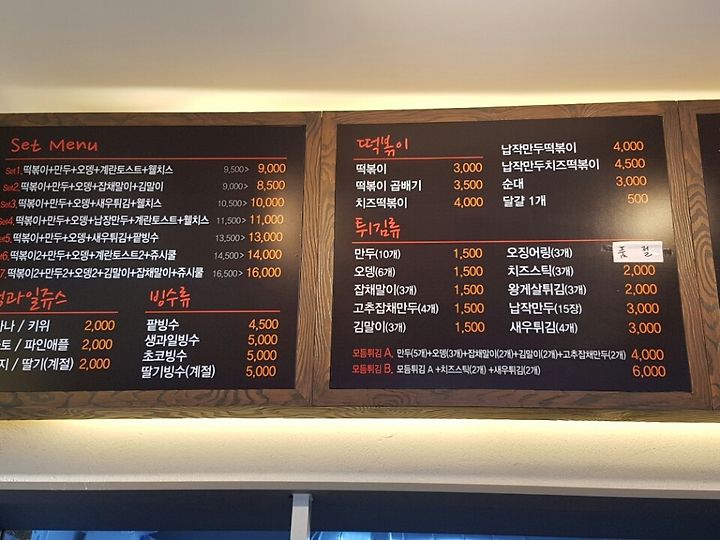 Set Menu
Set1. 떡볶이+만두+오뎅+계란토스트+웰치스 9,500> 9,000
Set2. 떡볶이+만두+오뎅+잡채말이+김말이 9,000> 8,500
Set3. 떡볶이+만두+오뎅+새우튀김+웰치스 10,500> 10,000
Set4. 떡볶이+만두+오뎅+납장만두+계란토스트+웰치스 11,500> 11,000
Set5. 떡볶이+만두+오뎅+새우튀김+팥빙수 13,500> 13,000
떡볶이2+만두2+오뎅2+계란토스트2+쥬시쿨 14,500> 14,000
떡볶이2+만두2+오뎅2+김말이+잡채말이+쥬시쿨 16,500> 16,000
과일쥬스
나 / 키위 2,000
토 / 파인애플 2,000
지 / 딸기(계절) 2,000
빙수류
팥빙수 4,500
생과일빙수 5,000
초코빙수 5,000
딸기빙수(계절) 5,000
떡볶이
떡볶이 3,000
떡볶이 곱배기 3,500
치즈떡볶이 4,000
납작만두떡볶이 4,000
납작만두치즈떡볶이 4,500
순대 3,000
달걀 1개 500
튀김류
만두(10개) 1,500
오뎅(6개) 1,500
잡채말이(3개) 1,500
고추잡채만두(4개) 1,500
김말이(3개) 1,500
오징어링(3개) 품 절
치즈스틱(3개) 2,000
왕게살튀김(3개) 2,000
납작만두(15장) 3,000
새우튀김(4개) 3,000
모듬튀김 A. 만두(5개)+오뎅(3개)+잡채말이(2개)+김말이(2개)+고추잡채만두(2개) 4,000
모듬튀김 B. 모듬튀김 A +치즈스틱(2개) +새우튀김(2개) 6,000